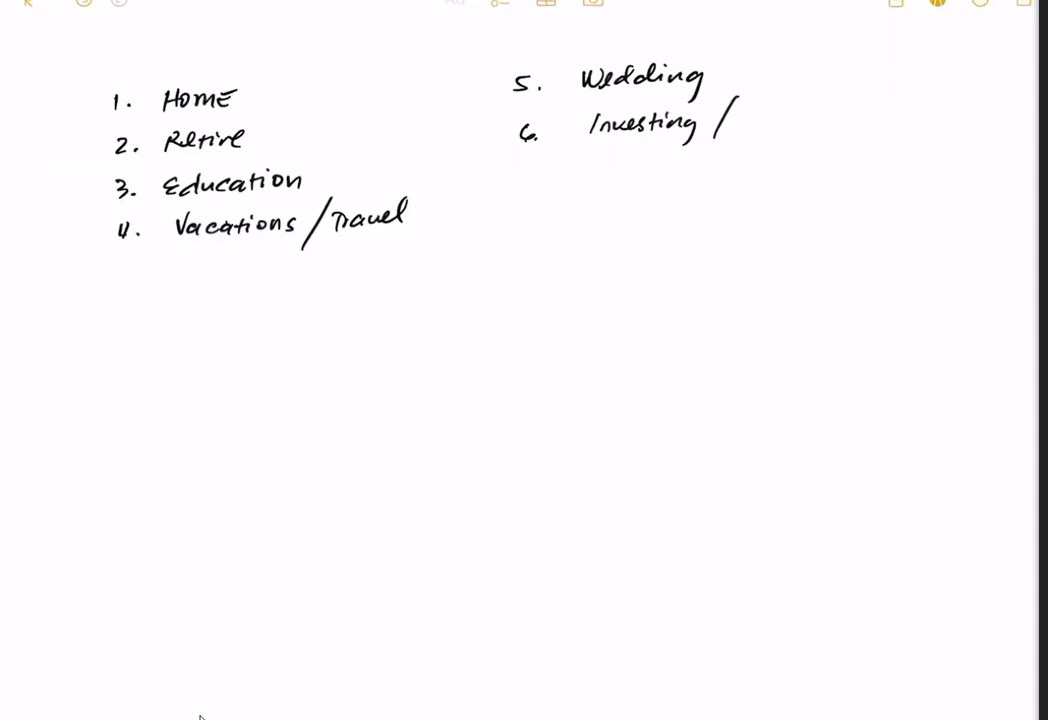 1. Home
2. Retire
3. Education
4. Vacations / Travel
5. Wedding
6. Investing /